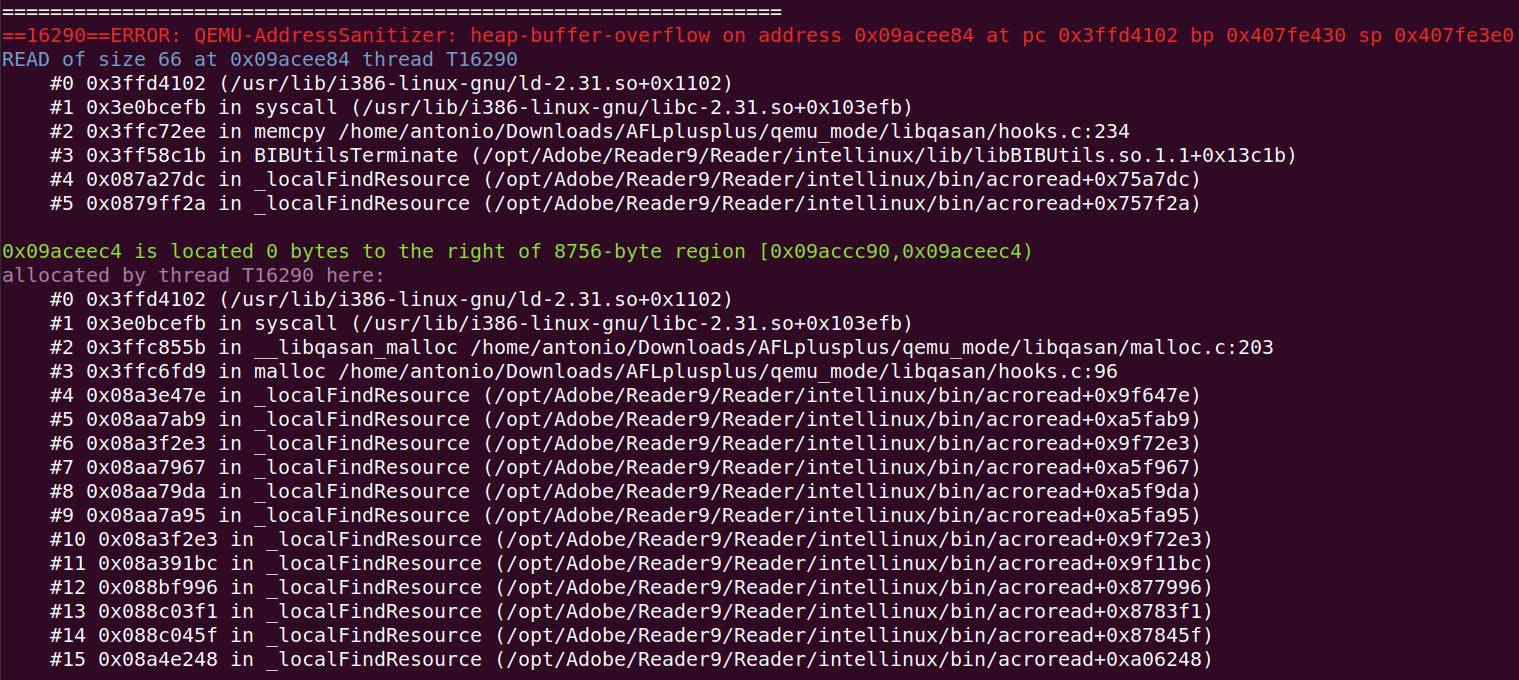 =================================================================
==16290==ERROR: QEMU-AddressSanitizer: heap-buffer-overflow on address 0x09acee84 at pc 0x3ffd4102 bp 0x407fe430 sp 0x407fe3e0
READ of size 66 at 0x09acee84 thread T16290
    #0 0x3ffd4102 (/usr/lib/i386-linux-gnu/ld-2.31.so+0x1102)
    #1 0x3e0bcefb in syscall (/usr/lib/i386-linux-gnu/libc-2.31.so+0x103efb)
    #2 0x3ffc72ee in memcpy /home/antonio/Downloads/AFLplusplus/qemu_mode/libqasan/hooks.c:234
    #3 0x3ff58c1b in BIBUtilsTerminate (/opt/Adobe/Reader9/Reader/intellinux/lib/libBIBUtils.so.1.1+0x13c1b)
    #4 0x087a27dc in _localFindResource (/opt/Adobe/Reader9/Reader/intellinux/bin/acroread+0x75a7dc)
    #5 0x0879ff2a in _localFindResource (/opt/Adobe/Reader9/Reader/intellinux/bin/acroread+0x757f2a)

0x09aceec4 is located 0 bytes to the right of 8756-byte region [0x09accc90,0x09aceec4)
allocated by thread T16290 here:
    #0 0x3ffd4102 (/usr/lib/i386-linux-gnu/ld-2.31.so+0x1102)
    #1 0x3e0bcefb in syscall (/usr/lib/i386-linux-gnu/libc-2.31.so+0x103efb)
    #2 0x3ffc855b in __libqasan_malloc /home/antonio/Downloads/AFLplusplus/qemu_mode/libqasan/malloc.c:203
    #3 0x3ffc6fd9 in malloc /home/antonio/Downloads/AFLplusplus/qemu_mode/libqasan/hooks.c:96
    #4 0x08a3e47e in _localFindResource (/opt/Adobe/Reader9/Reader/intellinux/bin/acroread+0x9f647e)
    #5 0x08aa7ab9 in _localFindResource (/opt/Adobe/Reader9/Reader/intellinux/bin/acroread+0xa5fab9)
    #6 0x08a3f2e3 in _localFindResource (/opt/Adobe/Reader9/Reader/intellinux/bin/acroread+0x9f72e3)
    #7 0x08aa7967 in _localFindResource (/opt/Adobe/Reader9/Reader/intellinux/bin/acroread+0xa5f967)
    #8 0x08aa79da in _localFindResource (/opt/Adobe/Reader9/Reader/intellinux/bin/acroread+0xa5f9da)
    #9 0x08aa7a95 in _localFindResource (/opt/Adobe/Reader9/Reader/intellinux/bin/acroread+0xa5fa95)
    #10 0x08a3f2e3 in _localFindResource (/opt/Adobe/Reader9/Reader/intellinux/bin/acroread+0x9f72e3)
    #11 0x08a391bc in _localFindResource (/opt/Adobe/Reader9/Reader/intellinux/bin/acroread+0x9f11bc)
    #12 0x088bf996 in _localFindResource (/opt/Adobe/Reader9/Reader/intellinux/bin/acroread+0x877996)
    #13 0x088c03f1 in _localFindResource (/opt/Adobe/Reader9/Reader/intellinux/bin/acroread+0x8783f1)
    #14 0x088c045f in _localFindResource (/opt/Adobe/Reader9/Reader/intellinux/bin/acroread+0x87845f)
    #15 0x08a4e248 in _localFindResource (/opt/Adobe/Reader9/Reader/intellinux/bin/acroread+0xa06248)